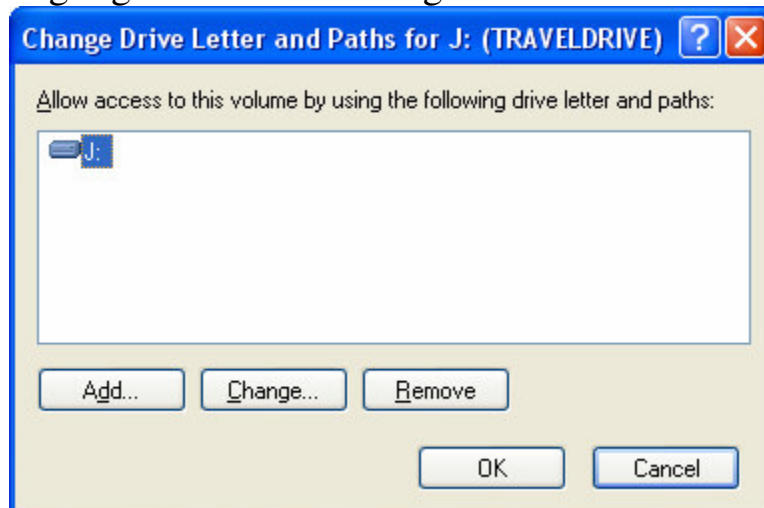 Change Drive Letter and Paths for J: (TRAVELDRIVE)
Allow access to this volume by using the following drive letter and paths:
J:
Add... Change... Remove
OK Cancel